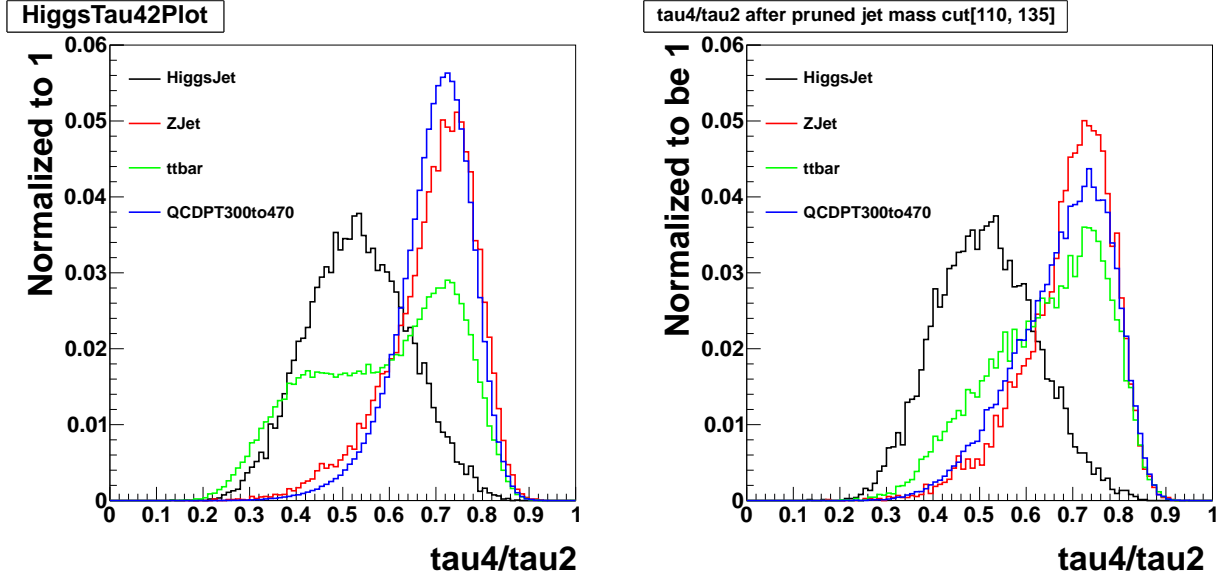 HiggsTau42Plot
Normalized to 1
0.06
0.05
0.04
0.03
0.02
0.01
0
HiggsJet
ZJet
ttbar
QCDPT300to470
0 0.1 0.2 0.3 0.4 0.5 0.6 0.7 0.8 0.9 1
tau4/tau2
tau4/tau2 after pruned jet mass cut[110, 135]
Normalized to be 1
0.06
0.05
0.04
0.03
0.02
0.01
0
HiggsJet
ZJet
ttbar
QCDPT300to470
0 0.1 0.2 0.3 0.4 0.5 0.6 0.7 0.8 0.9 1
tau4/tau2